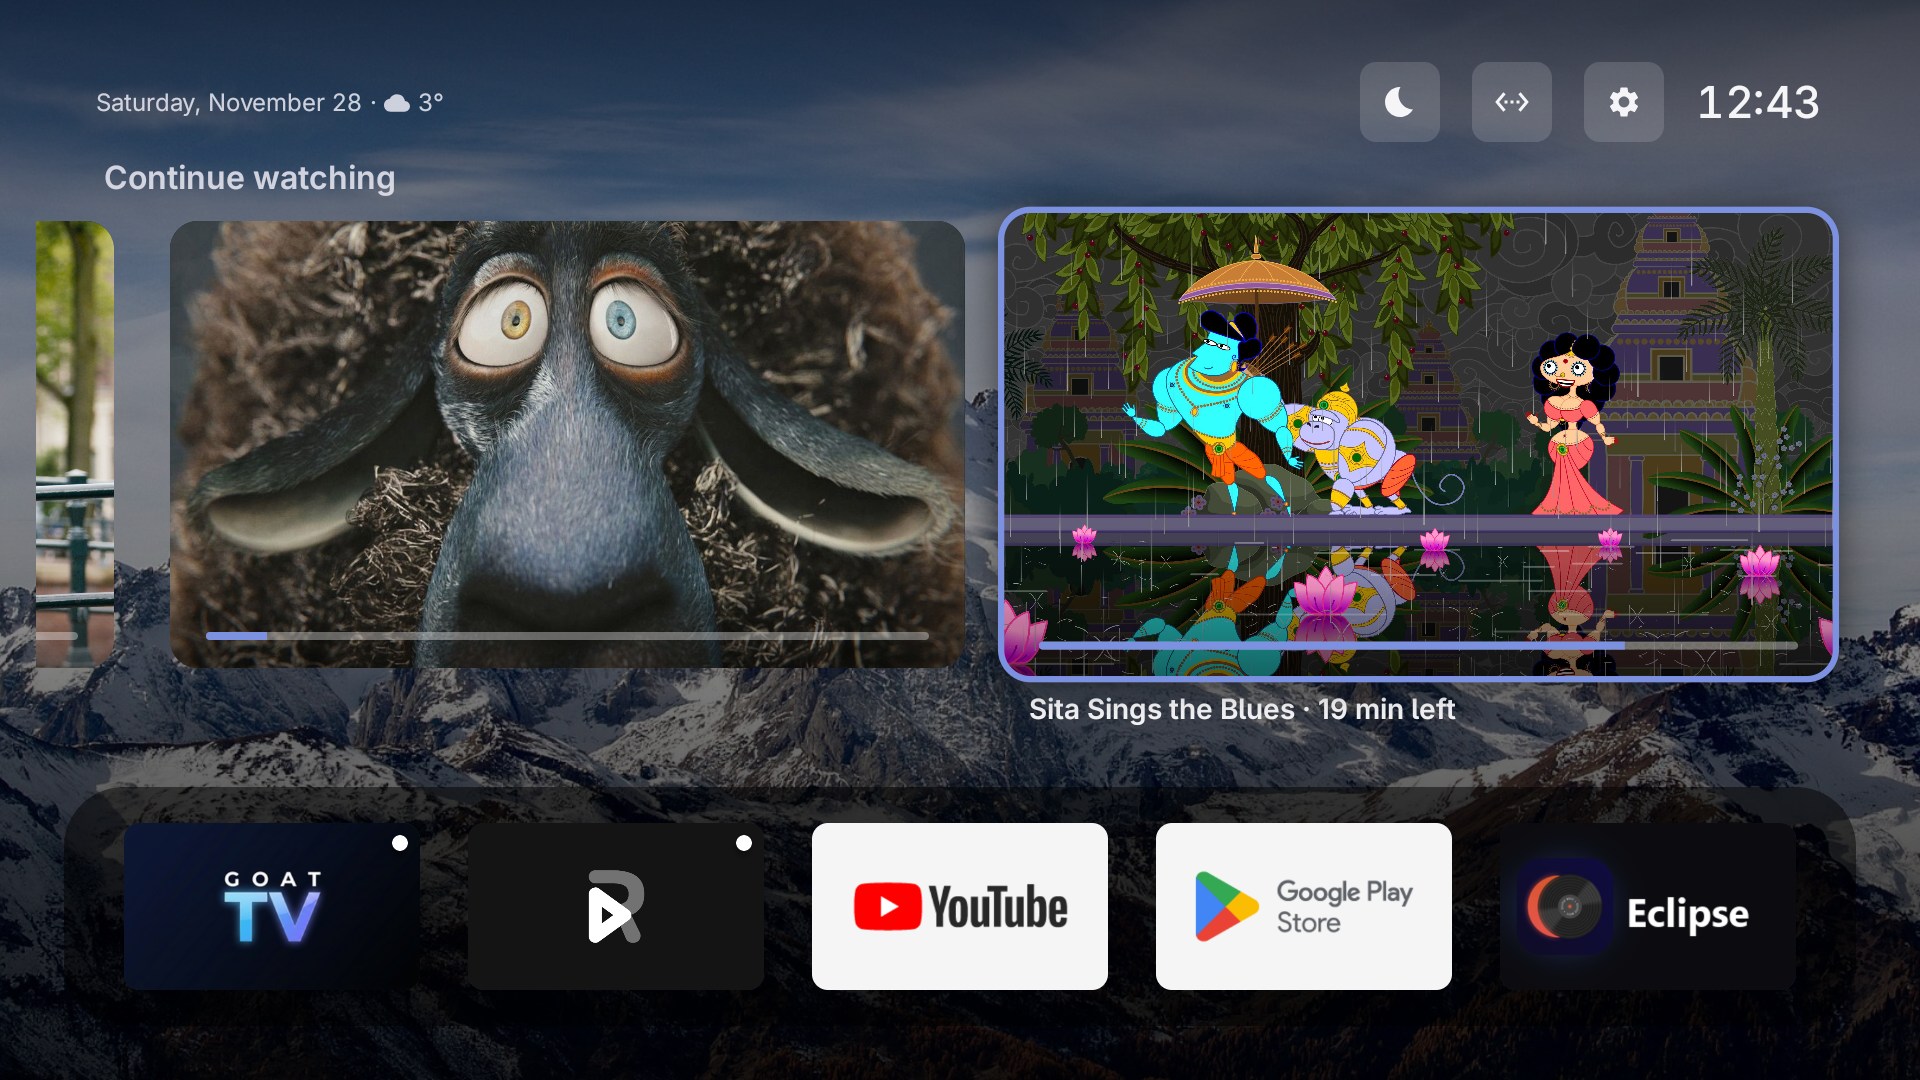 Saturday, November 28 · 3°
12:43
Continue watching
Sita Sings the Blues · 19 min left
GOAT
TV
R
YouTube
Google Play
Store
Eclipse